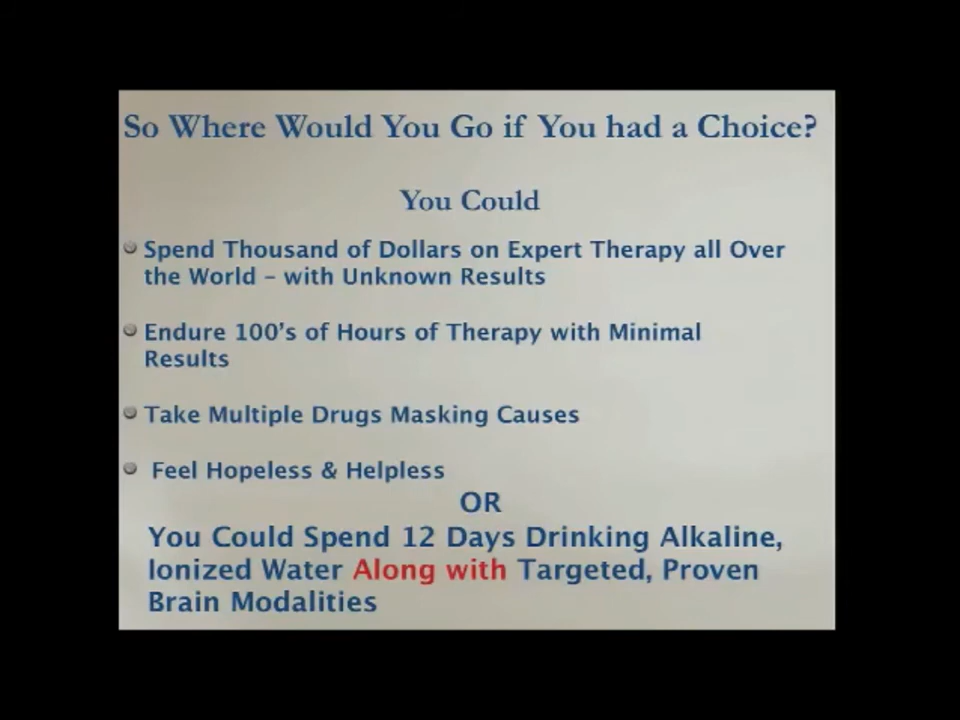 So Where Would You Go if You had a Choice?
You Could
Spend Thousand of Dollars on Expert Therapy all Over
the World – with Unknown Results
Endure 100's of Hours of Therapy with Minimal
Results
Take Multiple Drugs Masking Causes
Feel Hopeless & Helpless
OR
You Could Spend 12 Days Drinking Alkaline,
Ionized Water Along with Targeted, Proven
Brain Modalities